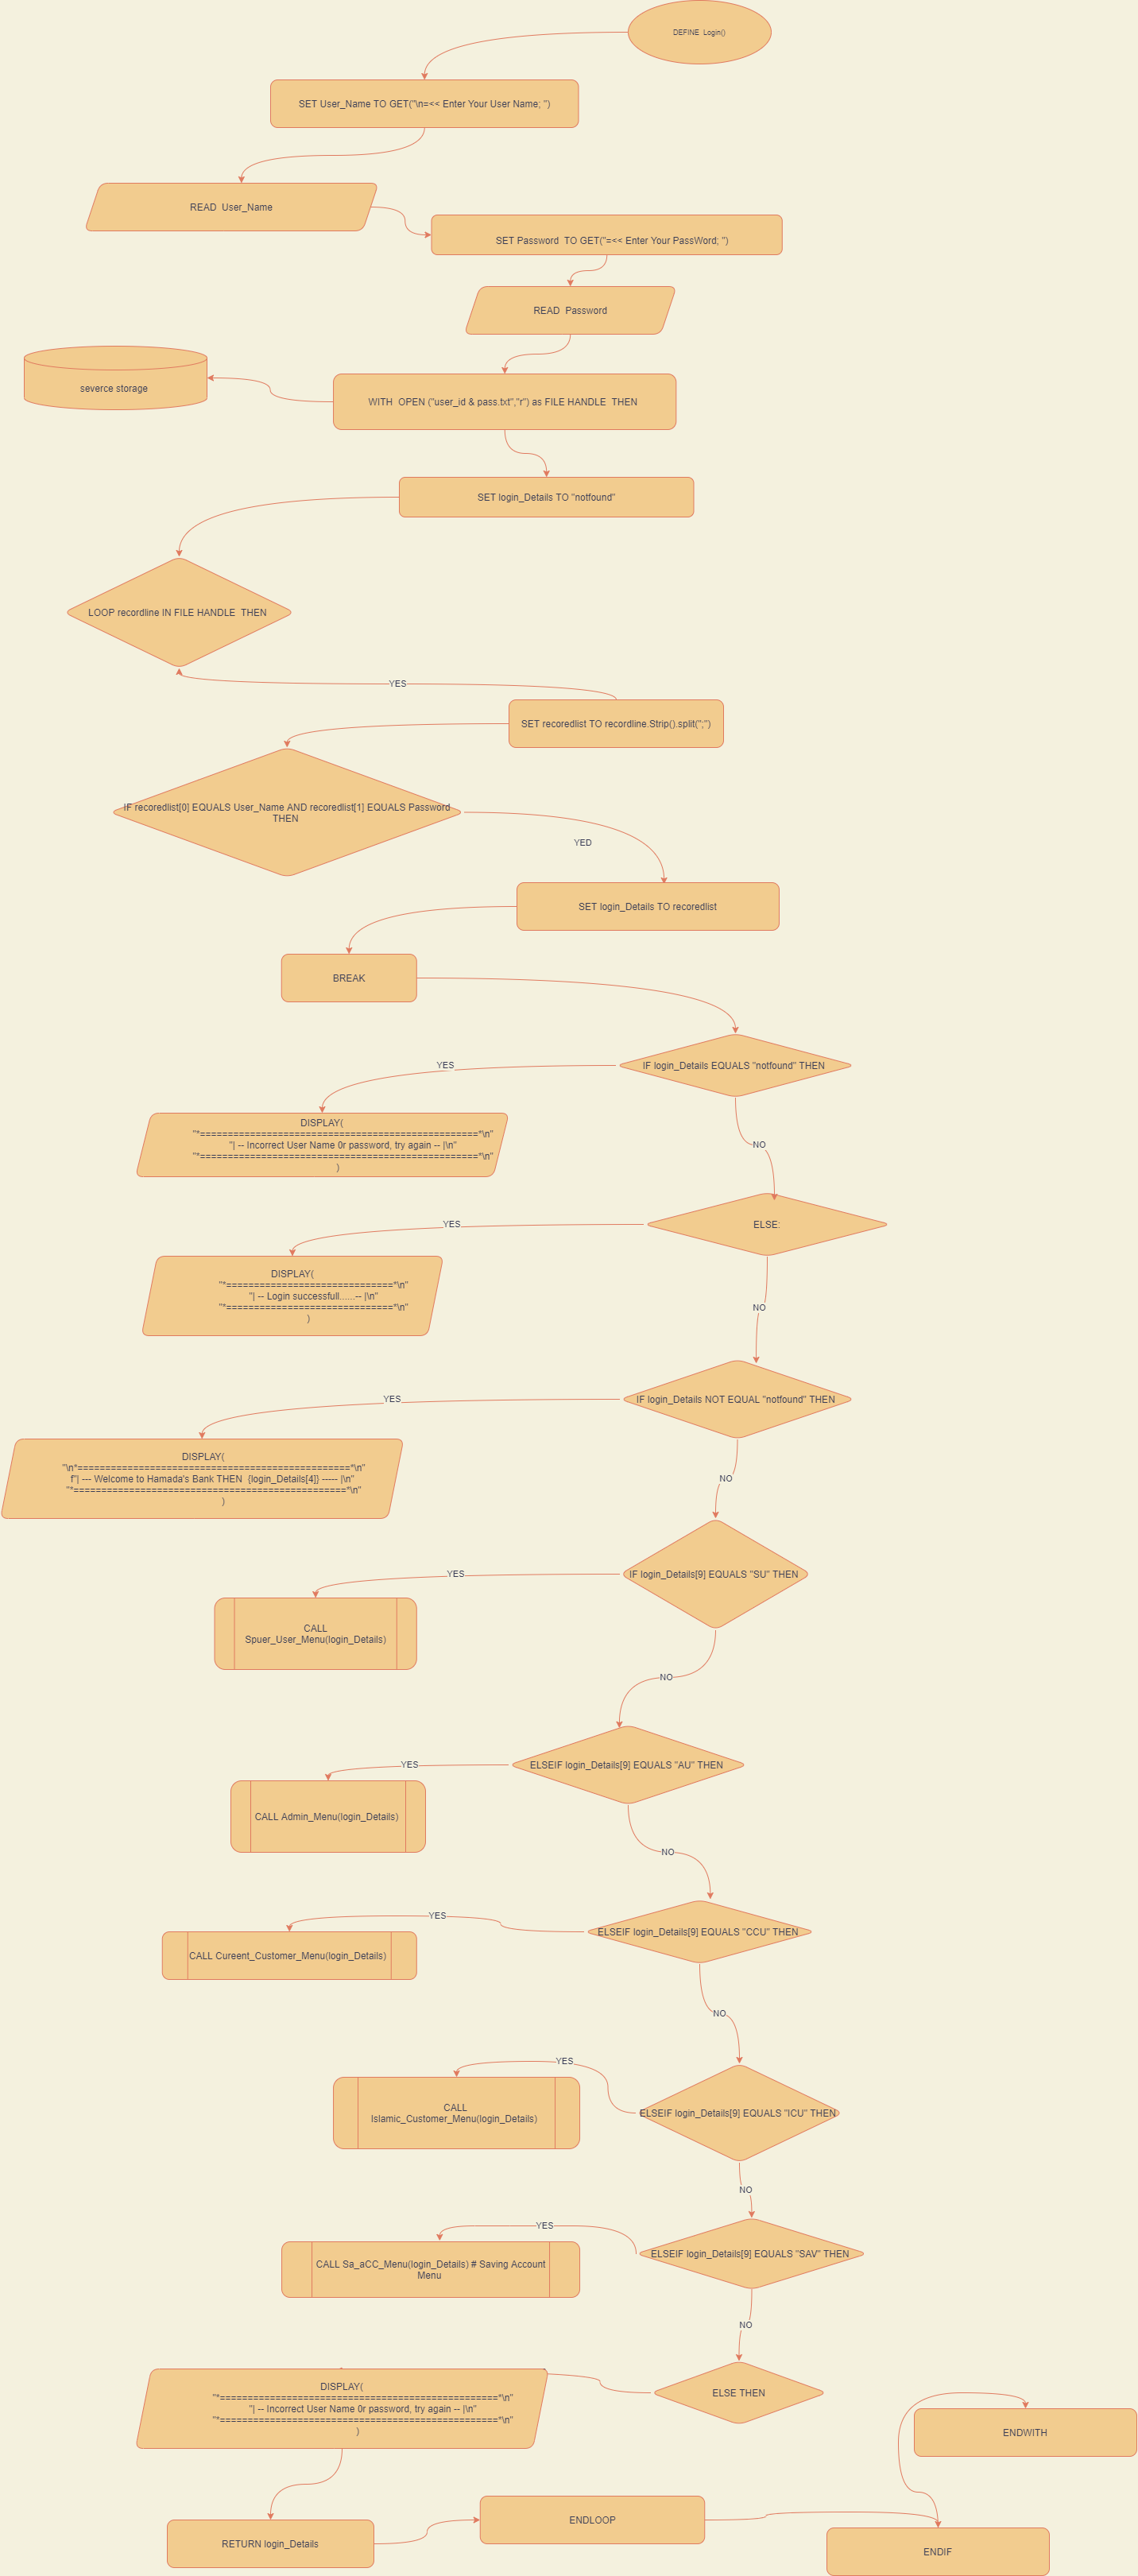 DEFINE  Login()
SET User_Name TO GET("\n=<< Enter Your User Name; ")
READ  User_Name
SET Password  TO GET("=<< Enter Your PassWord; ")
READ  Password
severce storage
WITH  OPEN ("user_id & pass.txt","r") as FILE HANDLE  THEN
SET login_Details TO "notfound"
LOOP recordline IN FILE HANDLE  THEN
YES
SET recoredlist TO recordline.Strip().split(";")
IF recoredlist[0] EQUALS User_Name AND recoredlist[1] EQUALS Password
THEN
YED
SET login_Details TO recoredlist
BREAK
IF login_Details EQUALS "notfound" THEN
YES
DISPLAY(
"*==================================================*\n"
"| -- Incorrect User Name 0r password, try again -- |\n"
"*==================================================*\n"
)
NO
ELSE:
YES
DISPLAY(
"*==============================*\n"
"| -- Login successfull......-- |\n"
"*==============================*\n"
)
NO
IF login_Details NOT EQUAL "notfound" THEN
YES
DISPLAY(
"\n*=================================================*\n"
f"| --- Welcome to Hamada's Bank THEN  {login_Details[4]} ----- |\n"
"*=================================================*\n"
)
NO
IF login_Details[9] EQUALS "SU" THEN
YES
CALL
Spuer_User_Menu(login_Details)
NO
ELSEIF login_Details[9] EQUALS "AU" THEN
YES
CALL Admin_Menu(login_Details)
NO
ELSEIF login_Details[9] EQUALS "CCU" THEN
YES
CALL Cureent_Customer_Menu(login_Details)
NO
ELSEIF login_Details[9] EQUALS "ICU" THEN
YES
CALL
Islamic_Customer_Menu(login_Details)
NO
ELSEIF login_Details[9] EQUALS "SAV" THEN
YES
CALL Sa_aCC_Menu(login_Details) # Saving Account
Menu
NO
ELSE THEN
DISPLAY(
"*==================================================*\n"
"| -- Incorrect User Name 0r password, try again -- |\n"
"*==================================================*\n"
)
ENDWITH
RETURN login_Details
ENDLOOP
ENDIF